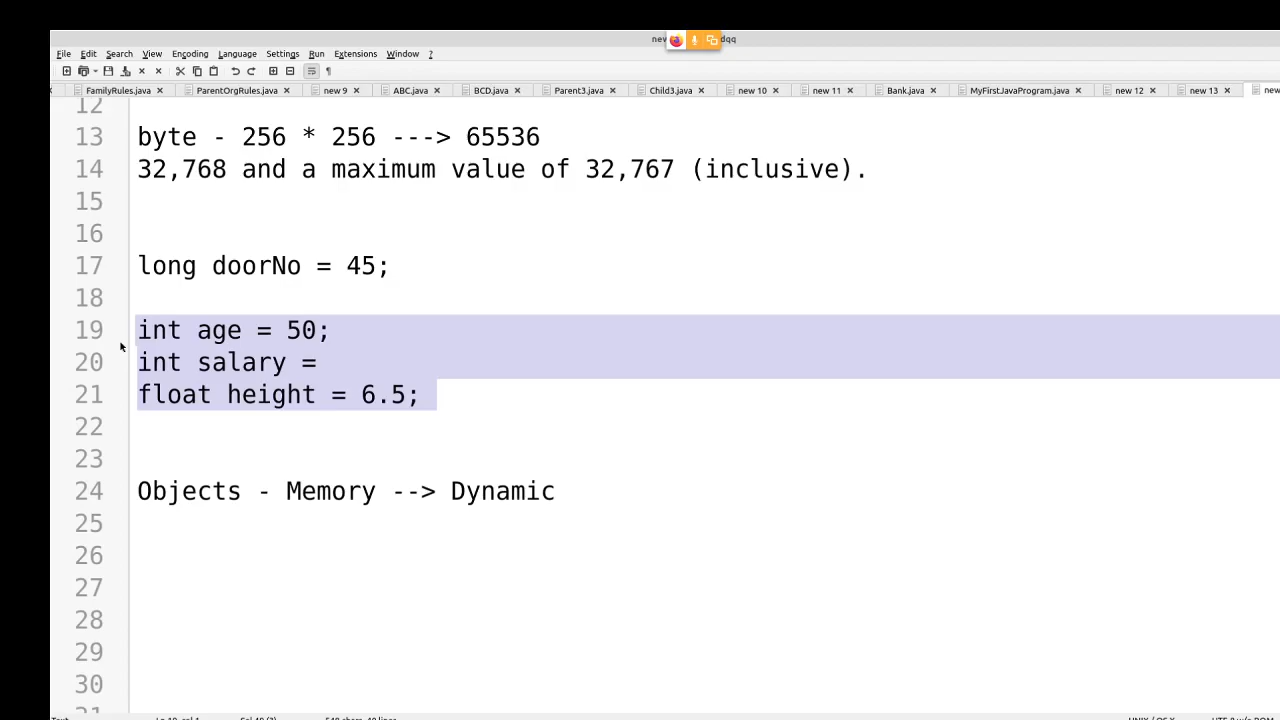 new dqq
File Edit Search View Encoding Language Settings Run Extensions Window ?
FamilyRules.java ParentOrgRules.java new 9 ABC.java BCD.java Parent3.java Child3.java new 10 new 11 Bank.java MyFirstJavaProgram.java new 12 new 13 new
12
13 byte - 256 * 256 ---> 65536
14 32,768 and a maximum value of 32,767 (inclusive).
15
16
17 long doorNo = 45;
18
19 int age = 50;
20 int salary =
21 float height = 6.5;
22
23
24 Objects - Memory --> Dynamic
25
26
27
28
29
30